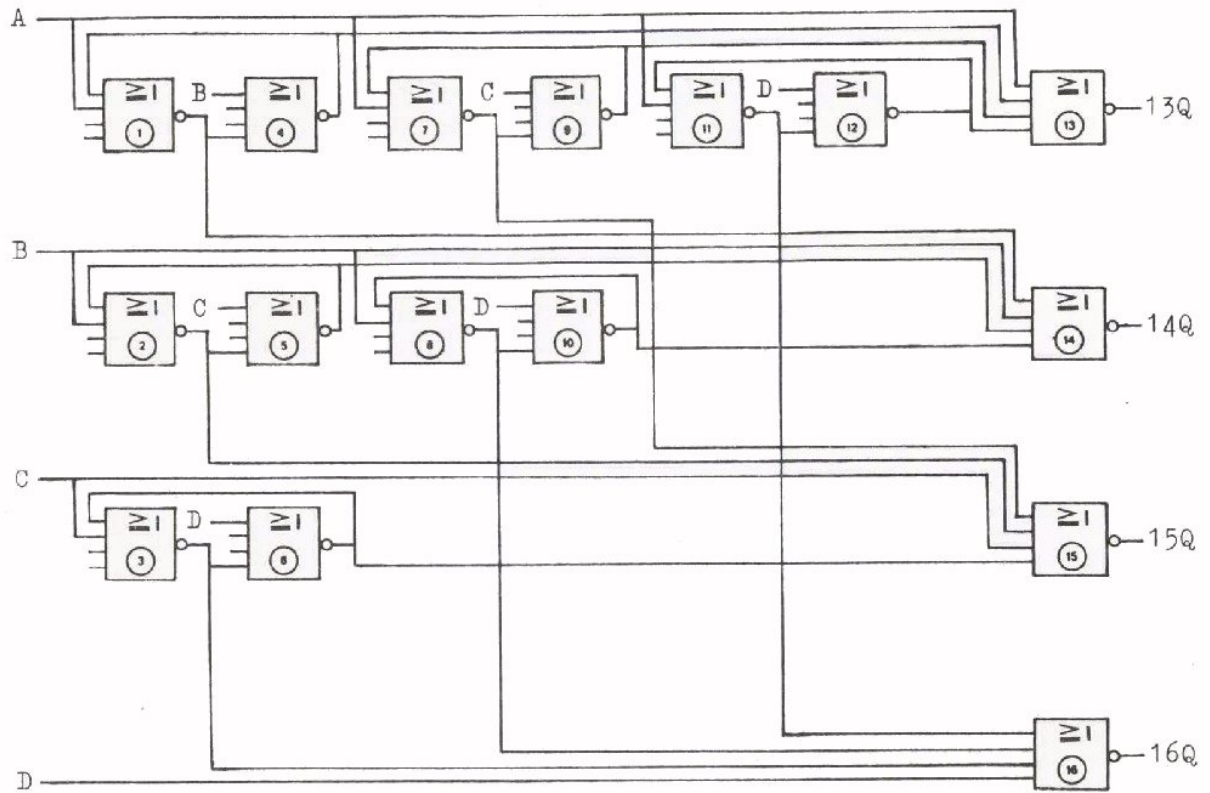 A
≥1 1
B ≥1 4
≥1 7
C ≥1 9
≥1 11
D ≥1 12
≥1 13 13Q
B
≥1 2
C ≥1 5
≥1 8
D ≥1 10
≥1 14 14Q
C
≥1 3
D ≥1 6
≥1 15 15Q
D
≥1 16 16Q